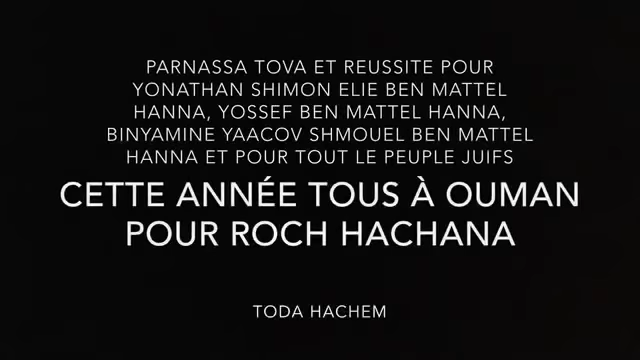 PARNASSA TOVA ET REUSSITE POUR
YONATHAN SHIMON ELIE BEN MATTEL
HANNA, YOSSEF BEN MATTEL HANNA,
BINYAMINE YAACOV SHMOUEL BEN MATTEL
HANNA ET POUR TOUT LE PEUPLE JUIFS
CETTE ANNÉE TOUS À OUMAN
POUR ROCH HACHANA
TODA HACHEM